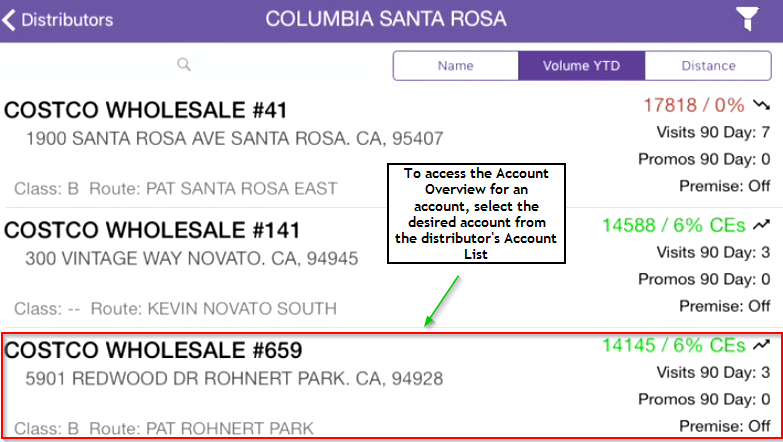 Distributors
COLUMBIA SANTA ROSA
Name
Volume YTD
Distance
COSTCO WHOLESALE #41
17818 / 0%
1900 SANTA ROSA AVE SANTA ROSA. CA, 95407
Visits 90 Day: 7
Promos 90 Day: 0
Class: B Route: PAT SANTA ROSA EAST
Premise: Off
To access the Account
Overview for an
account, select the
desired account from
the distributor's Account
List
COSTCO WHOLESALE #141
14588 / 6% CEs
300 VINTAGE WAY NOVATO. CA, 94945
Visits 90 Day: 3
Promos 90 Day: 0
Class: -- Route: KEVIN NOVATO SOUTH
Premise: Off
COSTCO WHOLESALE #659
14145 / 6% CEs
5901 REDWOOD DR ROHNERT PARK. CA, 94928
Visits 90 Day: 3
Promos 90 Day: 0
Class: B Route: PAT ROHNERT PARK
Premise: Off